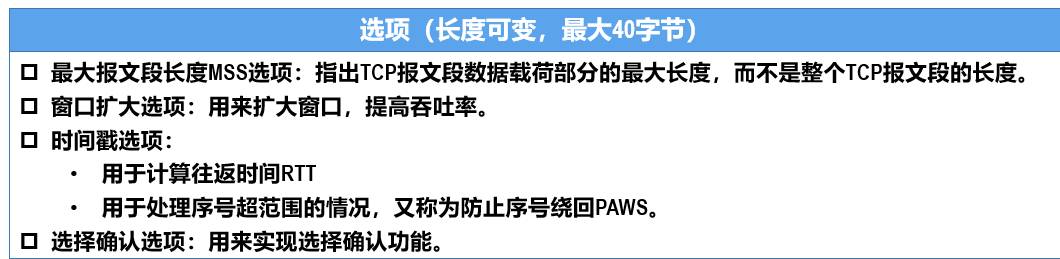 选项（长度可变，最大40字节）
最大报文段长度MSS选项：指出TCP报文段数据载荷部分的最大长度，而不是整个TCP报文段的长度。
窗口扩大选项：用来扩大窗口，提高吞吐率。
时间戳选项：
• 用于计算往返时间RTT
• 用于处理序号超范围的情况，又称为防止序号绕回PAWS。
选择确认选项：用来实现选择确认功能。